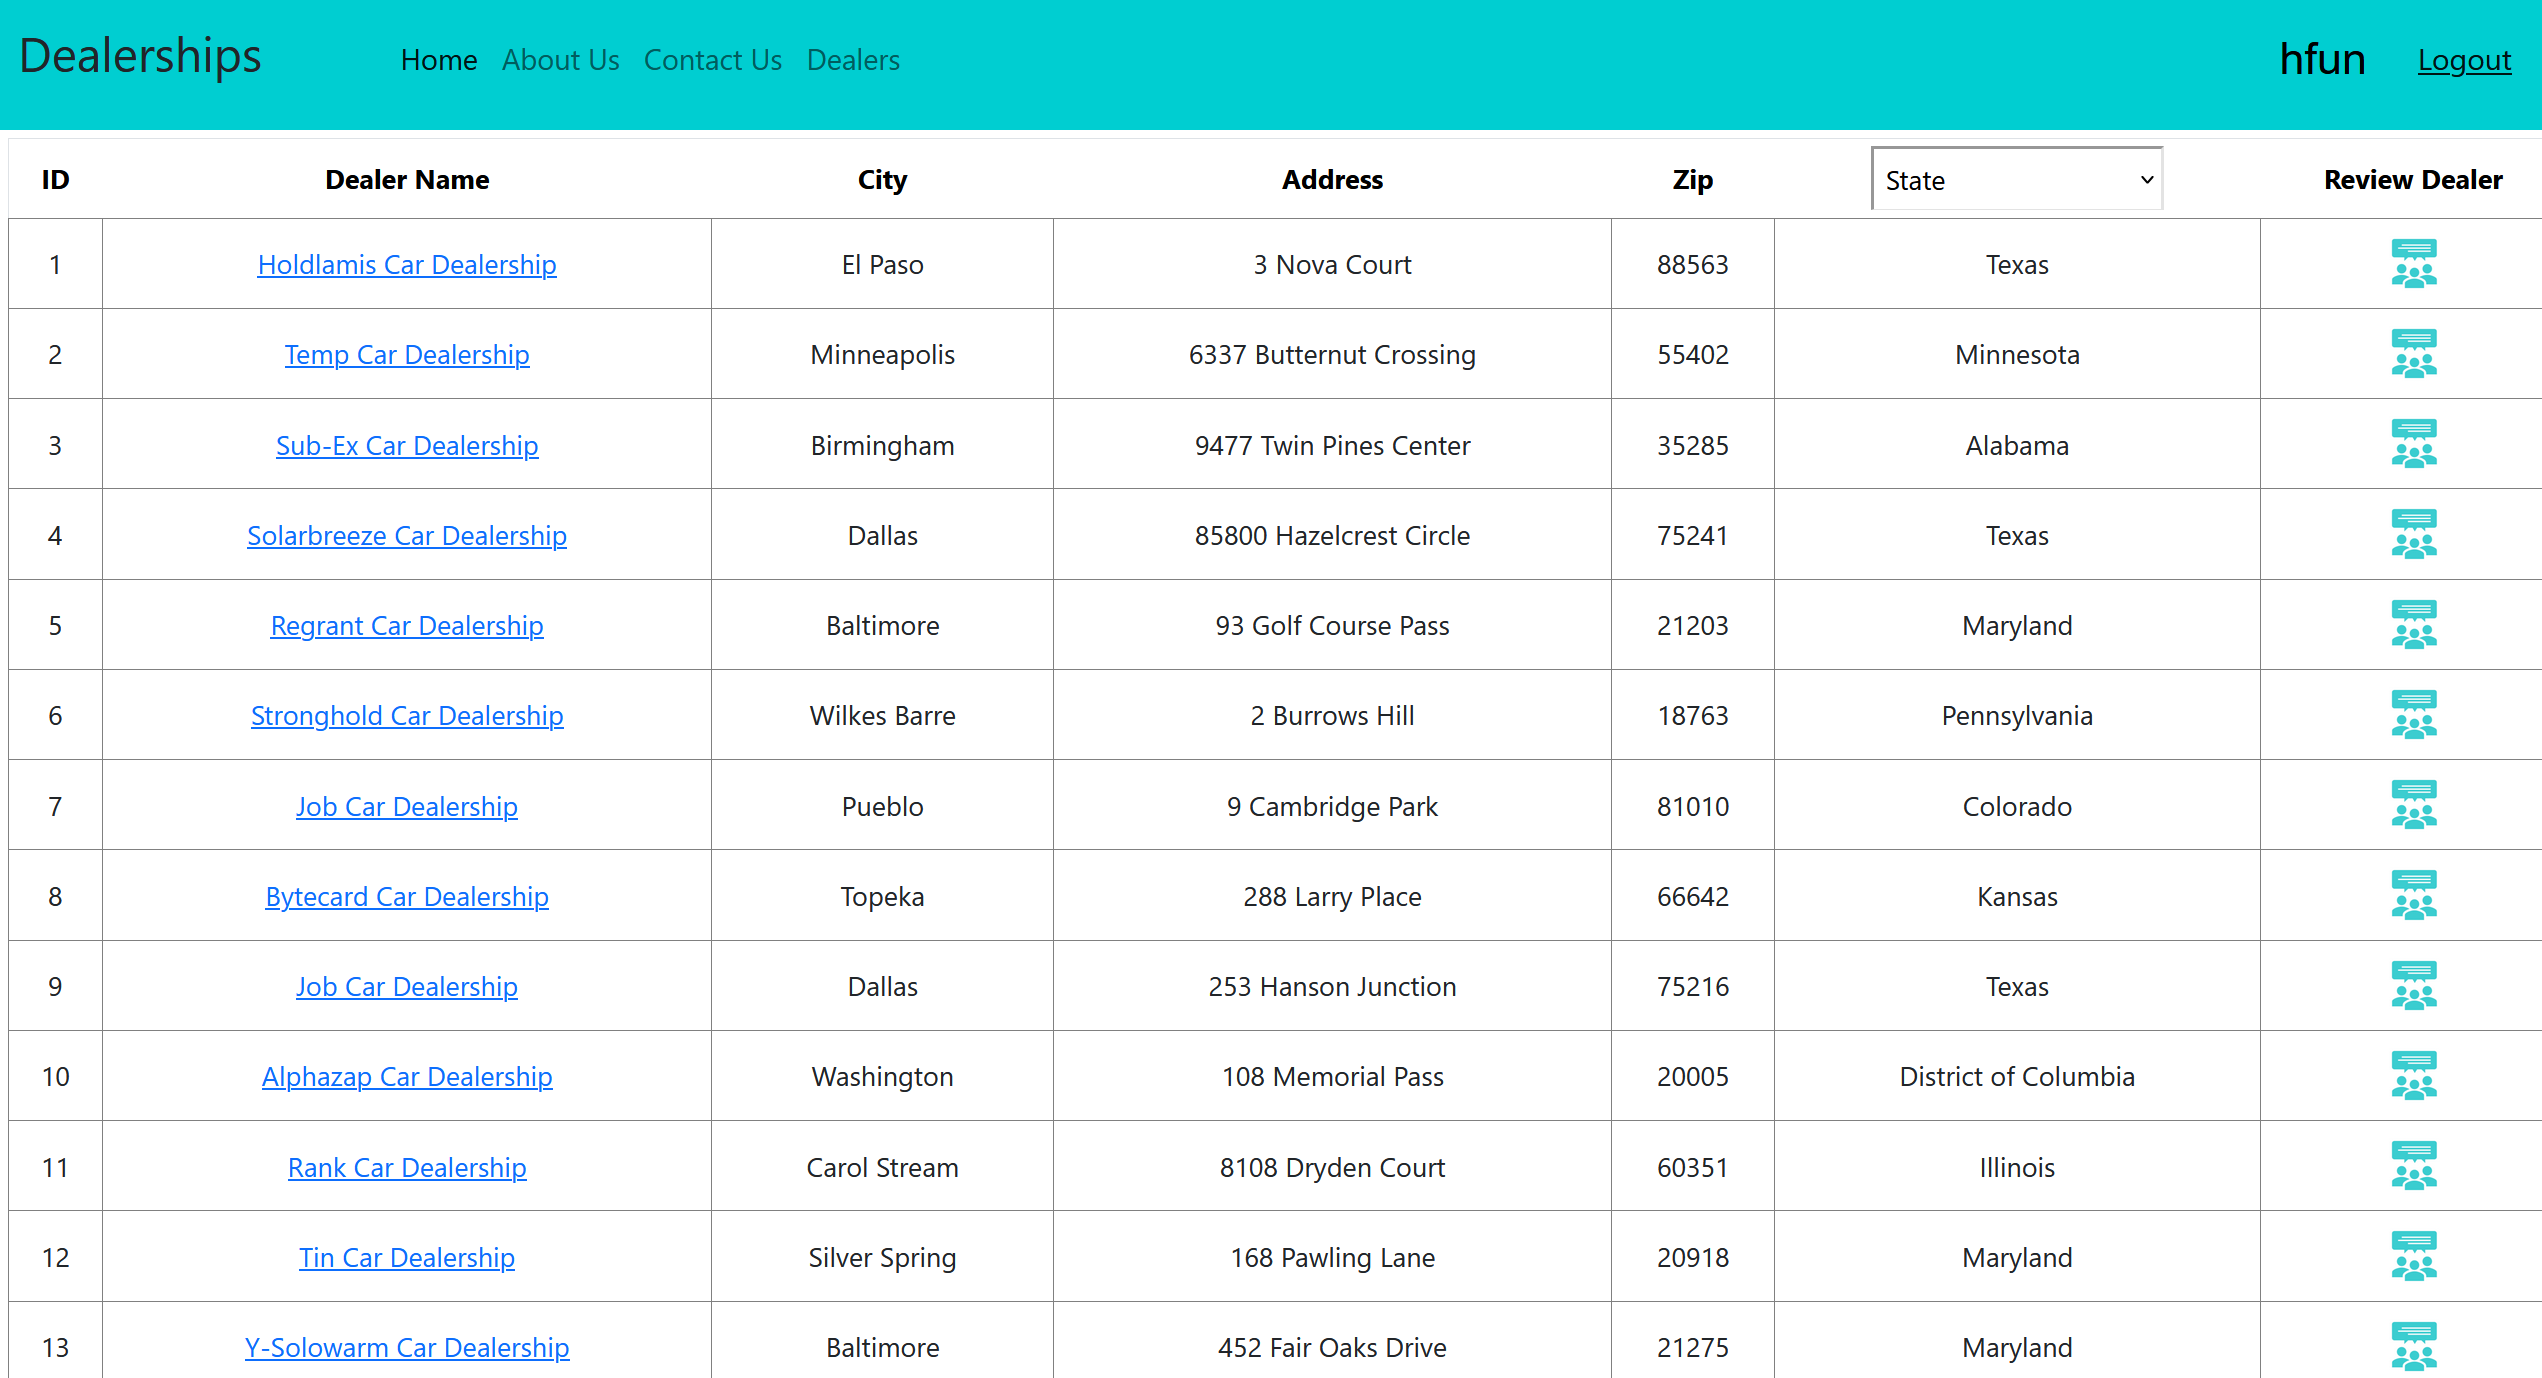 Dealerships Home About Us Contact Us Dealers hfun Logout
ID Dealer Name City Address Zip State Review Dealer
1 Holdlamis Car Dealership El Paso 3 Nova Court 88563 Texas
2 Temp Car Dealership Minneapolis 6337 Butternut Crossing 55402 Minnesota
3 Sub-Ex Car Dealership Birmingham 9477 Twin Pines Center 35285 Alabama
4 Solarbreeze Car Dealership Dallas 85800 Hazelcrest Circle 75241 Texas
5 Regrant Car Dealership Baltimore 93 Golf Course Pass 21203 Maryland
6 Stronghold Car Dealership Wilkes Barre 2 Burrows Hill 18763 Pennsylvania
7 Job Car Dealership Pueblo 9 Cambridge Park 81010 Colorado
8 Bytecard Car Dealership Topeka 288 Larry Place 66642 Kansas
9 Job Car Dealership Dallas 253 Hanson Junction 75216 Texas
10 Alphazap Car Dealership Washington 108 Memorial Pass 20005 District of Columbia
11 Rank Car Dealership Carol Stream 8108 Dryden Court 60351 Illinois
12 Tin Car Dealership Silver Spring 168 Pawling Lane 20918 Maryland
13 Y-Solowarm Car Dealership Baltimore 452 Fair Oaks Drive 21275 Maryland